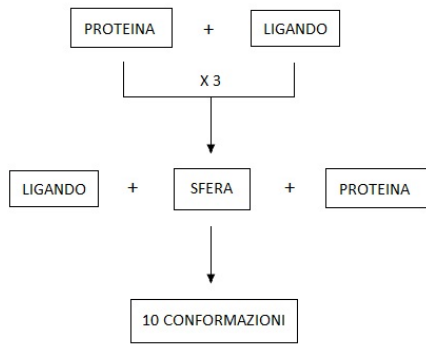 PROTEINA + LIGANDO
X 3
LIGANDO + SFERA + PROTEINA
10 CONFORMAZIONI